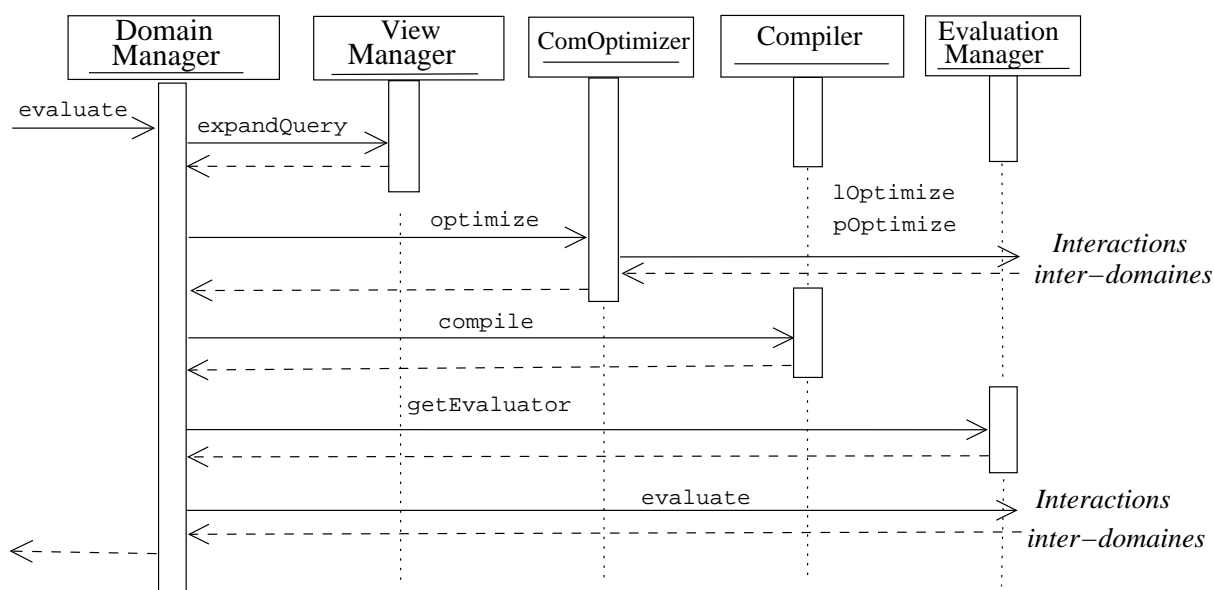 Domain
Manager
View
Manager
ComOptimizer
Compiler
Evaluation
Manager
evaluate
expandQuery
lOptimize
optimize
pOptimize
Interactions
inter−domaines
compile
getEvaluator
evaluate
Interactions
inter−domaines